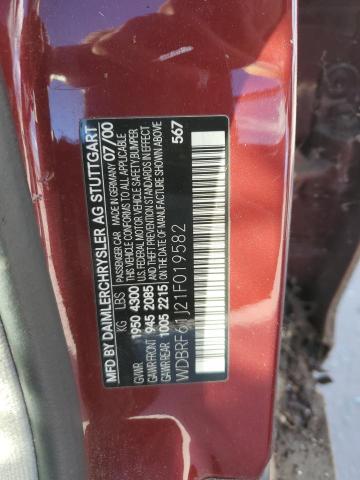 MFD BY DAIMLERCHRYSLER AG STUTTGART
PASSENGER CAR MADE IN GERMANY 07/00
THIS VEHICLE CONFORMS TO ALL APPLICABLE
U.S. FEDERAL MOTOR VEHICLE SAFETY, BUMPER,
AND THEFT PREVENTION STANDARDS IN EFFECT
ON THE DATE OF MANUFACTURE SHOWN ABOVE.
KG LBS
GVWR 1950 4300
GAWR FRONT 945 2085
GAWR REAR 1005 2215 567
WDBRF61J21F019582